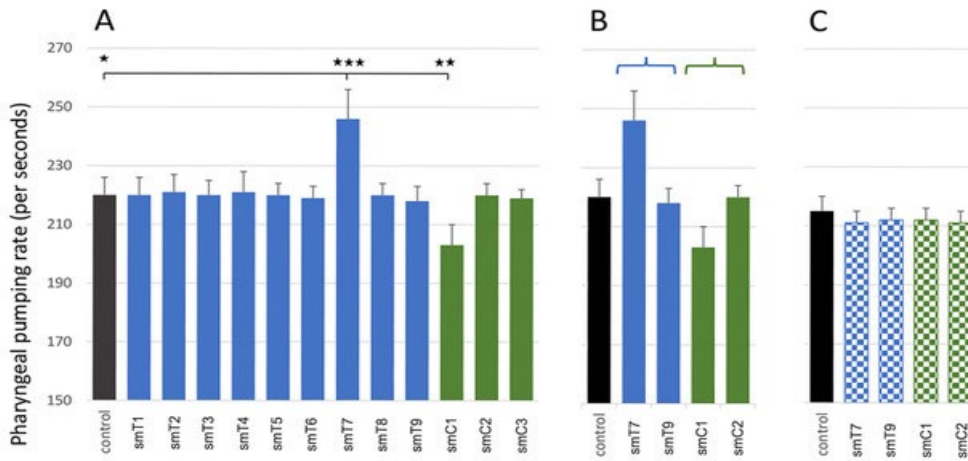 A B C
Pharyngeal pumping rate (per seconds)
270
250
230
210
190
170
150
★ ★★★ ★★
control smT1 smT2 smT3 smT4 smT5 smT6 smT7 smT8 smT9 smC1 smC2 smC3
control smT7 smT9 smC1 smC2
control smT7 smT9 smC1 smC2